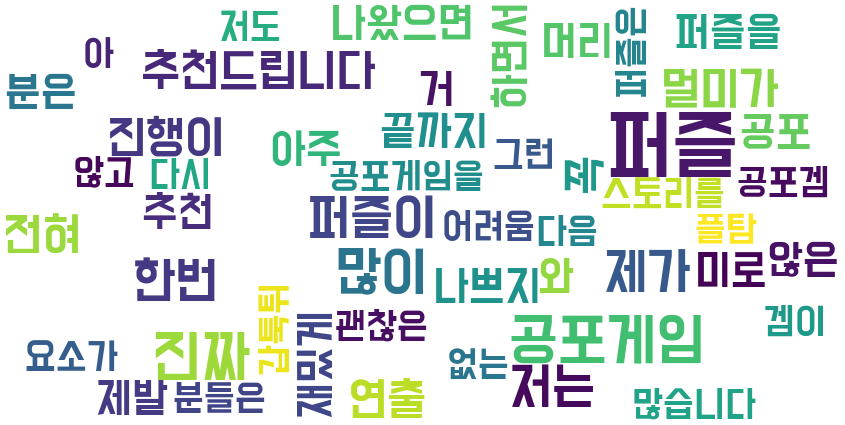 저도
나왔으면
하면서
머리
퍼즐은
퍼즐을
아
추천드립니다
거
분은
멀미가
진행이
아주
끝까지
그런
퍼즐
공포
않고
다시
공포게임을
꼭
스토리를
공포겜
전혀
추천
퍼즐이
어려움
다음
플탐
한번
많이
나쁘지
와
제가
미로
않은
갑툭튀
재밌게
괜찮은
공포게임
겜이
요소가
진짜
없는
저는
제발
분들은
연출
많습니다